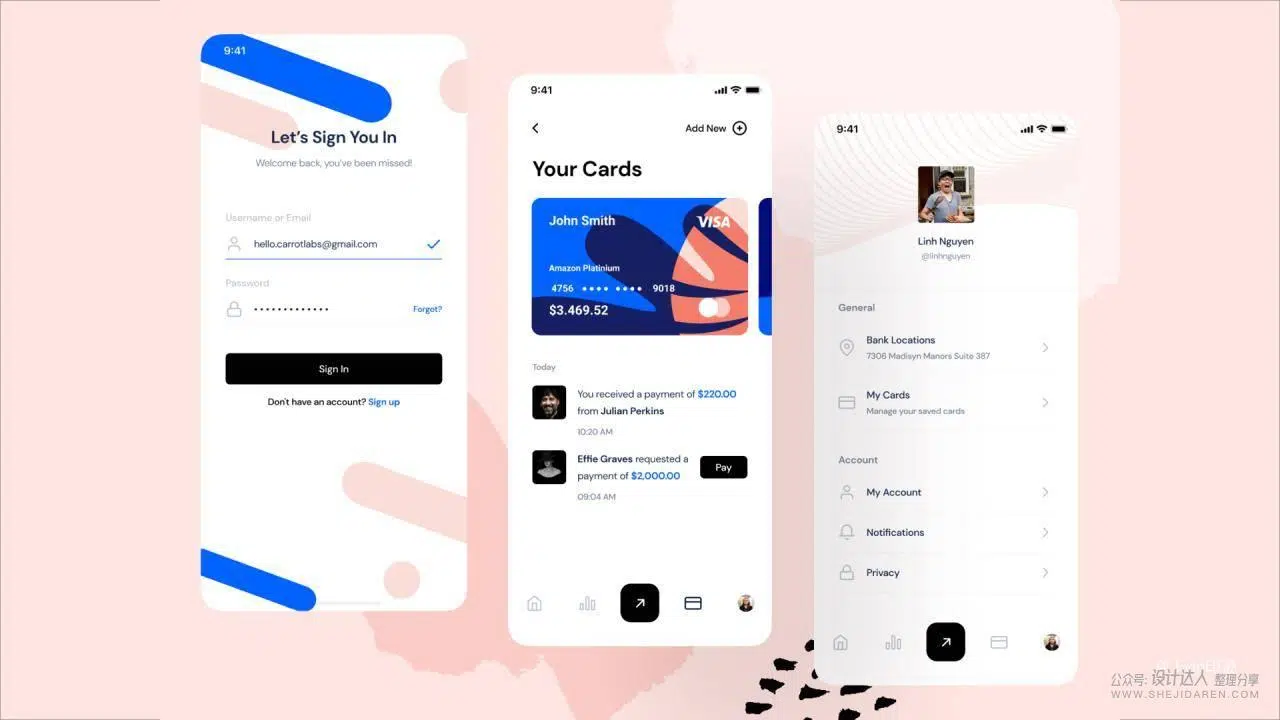 9:41
Let's Sign You In
Welcome back, you've been missed!
Username or Email
hello.carrotlabs@gmail.com
Password
Forgot?
Sign In
Don't have an account? Sign up
9:41
Add New
Your Cards
John Smith
VISA
Amazon Platinium
4756 •••• •••• 9018
$3.469.52
Today
You received a payment of $220.00
from Julian Perkins
10:20 AM
Effie Graves requested a
payment of $2,000.00
Pay
09:04 AM
9:41
Linh Nguyen
@linhnguyen
General
Bank Locations
7306 Madisyn Manors Suite 387
My Cards
Manage your saved cards
Account
My Account
Notifications
Privacy
公众号: 设计达人 整理分享
WWW.SHEJIDAREN.COM